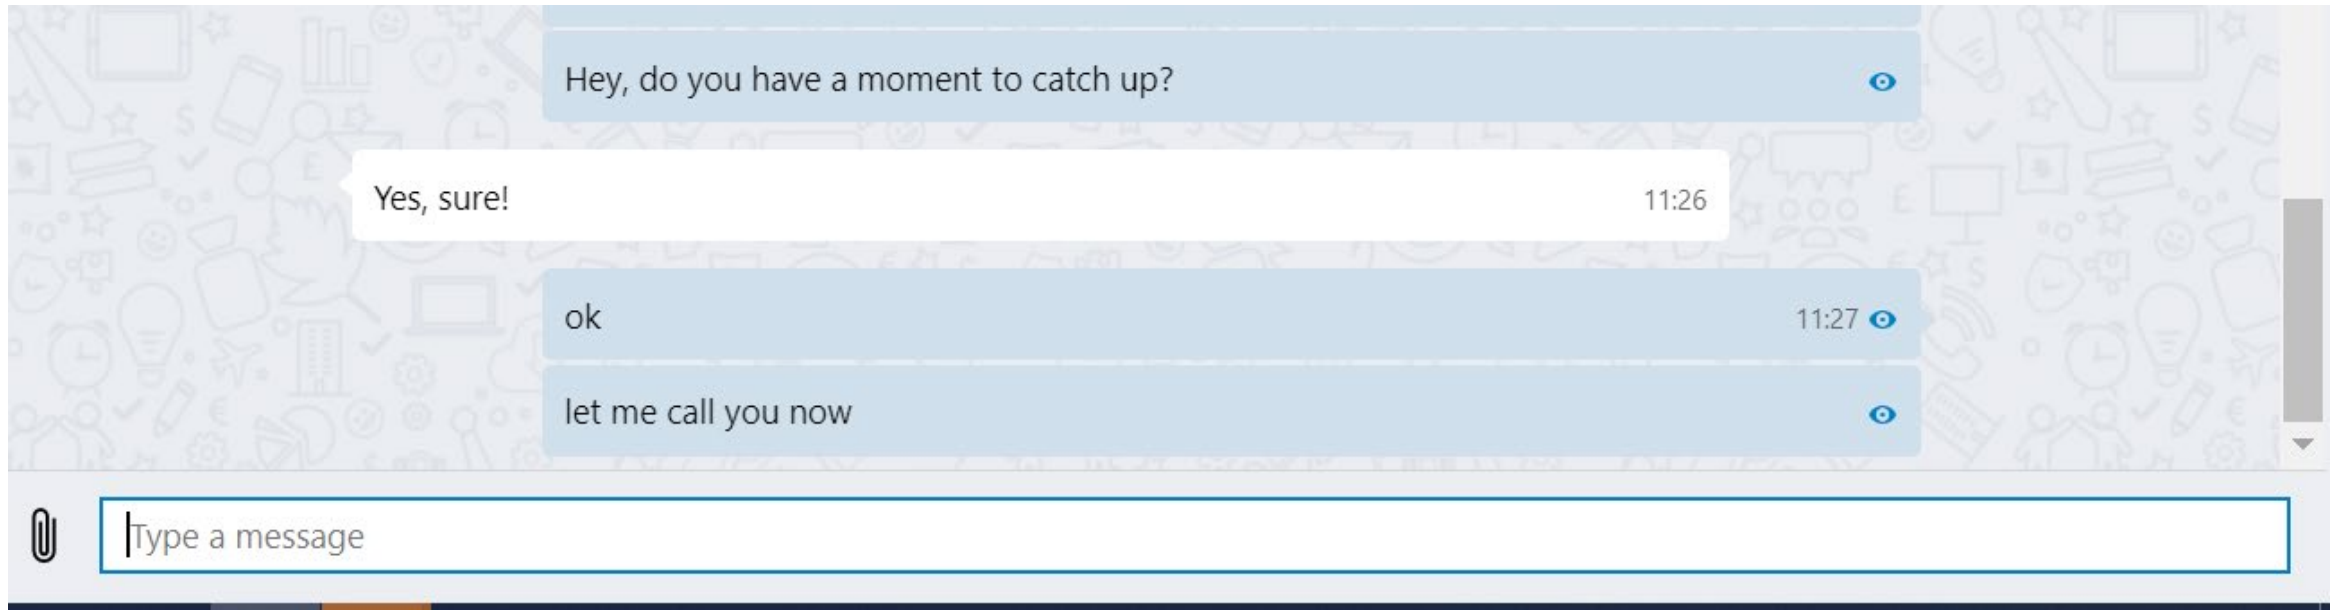 Hey, do you have a moment to catch up?
Yes, sure! 11:26
ok 11:27
let me call you now
Type a message